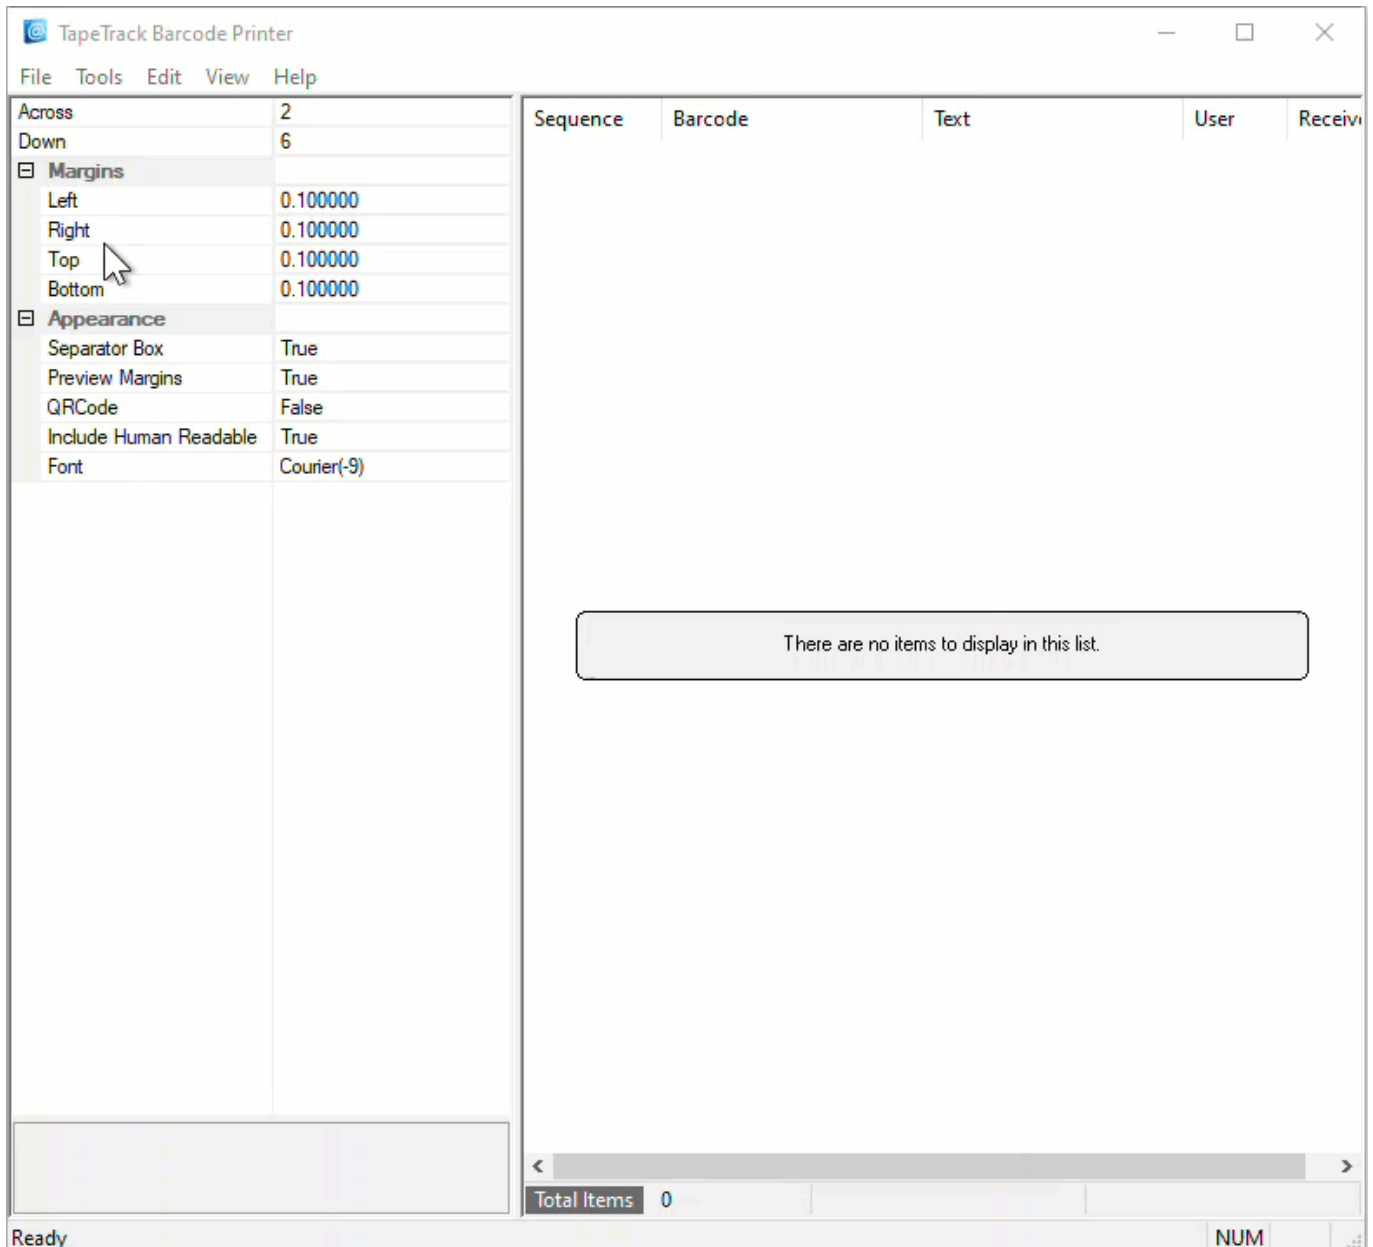 TapeTrack Barcode Printer
File Tools Edit View Help
Across 2
Down 6
Margins
Left 0.100000
Right 0.100000
Top 0.100000
Bottom 0.100000
Appearance
Separator Box True
Preview Margins True
QRCode False
Include Human Readable True
Font Courier(-9)
Sequence Barcode Text User Receive
There are no items to display in this list.
Total Items 0
Ready NUM